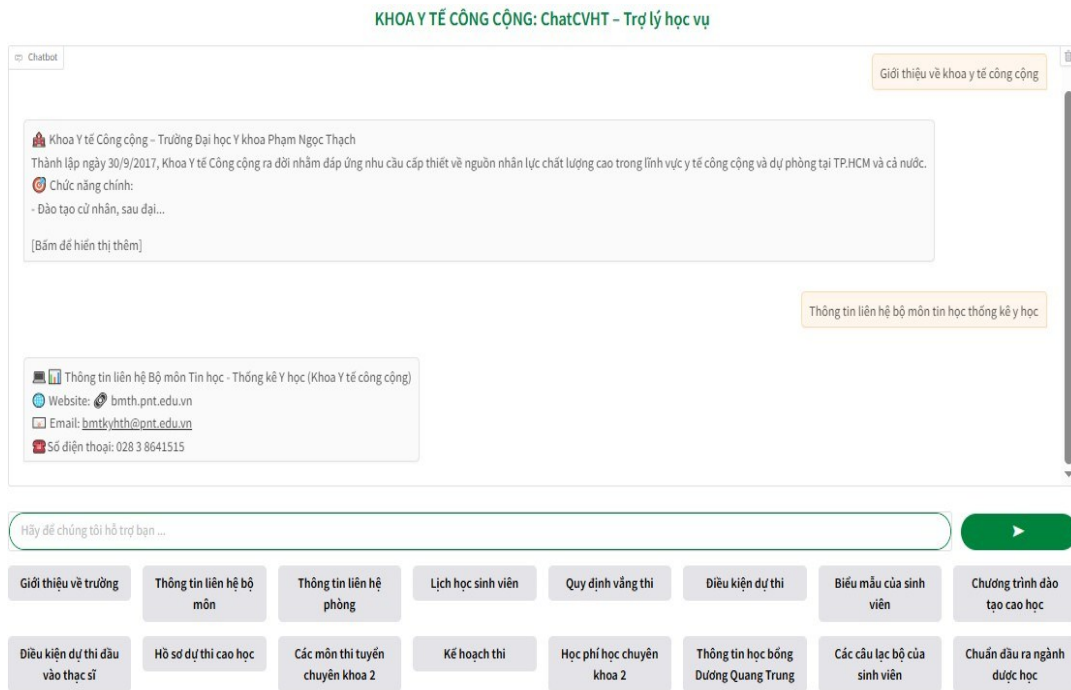 KHOA Y TẾ CÔNG CỘNG: ChatCVHT – Trợ lý học vụ
Chatbot
Giới thiệu về khoa y tế công cộng
Khoa Y tế Công cộng – Trường Đại học Y khoa Phạm Ngọc Thạch
Thành lập ngày 30/9/2017, Khoa Y tế Công cộng ra đời nhằm đáp ứng nhu cầu cấp thiết về nguồn nhân lực chất lượng cao trong lĩnh vực y tế công cộng và dự phòng tại TP.HCM và cả nước.
Chức năng chính:
- Đào tạo cử nhân, sau đại...
[Bấm để hiển thị thêm]
Thông tin liên hệ bộ môn tin học thống kê y học
Thông tin liên hệ Bộ môn Tin học - Thống kê Y học (Khoa Y tế công cộng)
Website: bmth.pnt.edu.vn
Email: bmtkyhth@pnt.edu.vn
Số điện thoại: 028 3 8641515
Hãy để chúng tôi hỗ trợ bạn ...
Giới thiệu về trường
Thông tin liên hệ bộ
môn
Thông tin liên hệ
phòng
Lịch học sinh viên
Quy định vắng thi
Điều kiện dự thi
Biểu mẫu của sinh
viên
Chương trình đào
tạo cao học
Điều kiện dự thi đầu
vào thạc sĩ
Hồ sơ dự thi cao học
Các môn thi tuyển
chuyên khoa 2
Kế hoạch thi
Học phí học chuyên
khoa 2
Thông tin học bổng
Dương Quang Trung
Các câu lạc bộ của
sinh viên
Chuẩn đầu ra ngành
dược học